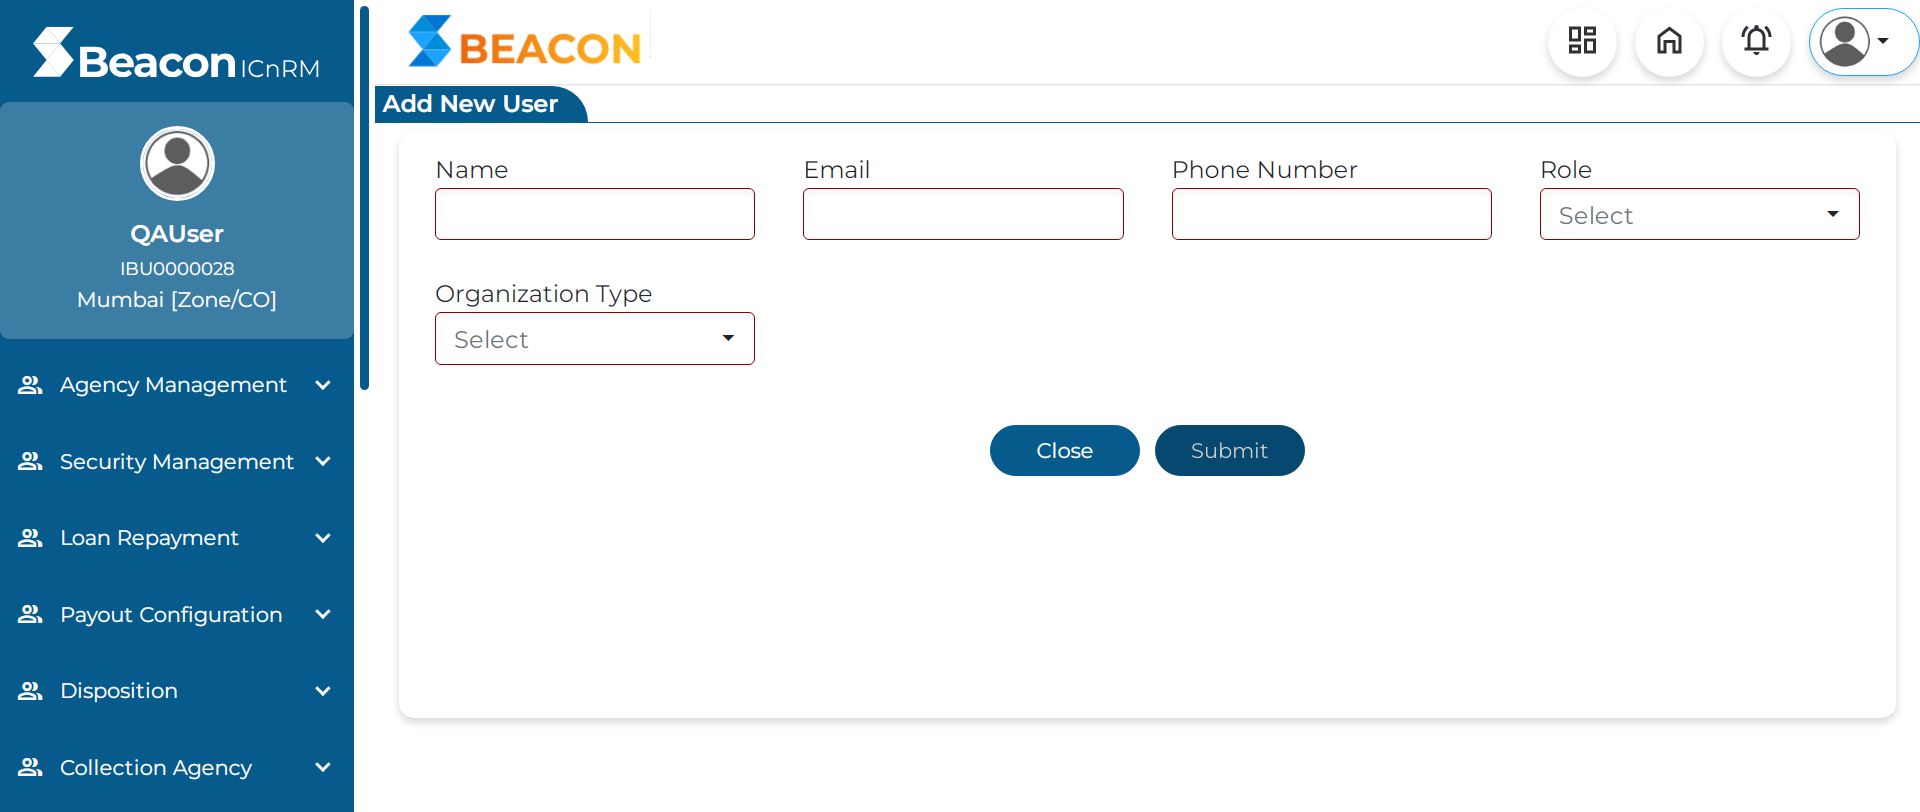 Beacon ICnRM
QAUser
IBU0000028
Mumbai [Zone/CO]
Agency Management
Security Management
Loan Repayment
Payout Configuration
Disposition
Collection Agency
BEACON
Add New User
Name
Email
Phone Number
Role
Select
Organization Type
Select
Close
Submit